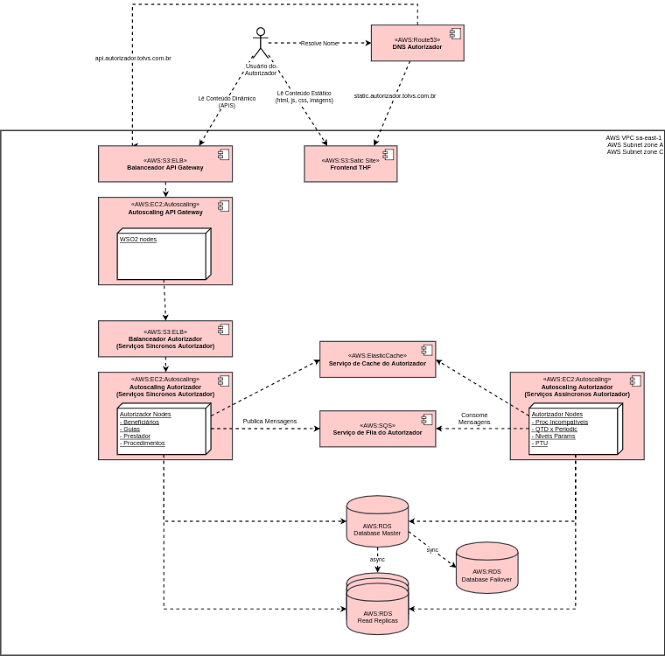 «AWS:Route53»
DNS Autorizador
Resolve Nome
api.autorizador.totvs.com.br
Usuário do
Autorizador
Lê Conteúdo Dinâmico
(APIS)
Lê Conteúdo Estático
(html, js, css, imagens)
static.autorizador.totvs.com.br
AWS VPC sa-east-1
AWS Subnet zone A
AWS Subnet zone C
«AWS:S3:ELB»
Balanceador API Gateway
«AWS:S3:Satic Site»
Frontend THF
«AWS:EC2:Autoscaling»
Autoscaling API Gateway
WSO2 nodes
«AWS:S3:ELB»
Balanceador Autorizador
(Serviços Síncronos Autorizador)
«AWS:ElasticCache»
Serviço de Cache do Autorizador
«AWS:EC2:Autoscaling»
Autoscaling Autorizador
(Serviços Síncronos Autorizador)
Autorizador Nodes
- Beneficiários
- Guias
- Prestador
- Procedimentos
Publica Mensagens
«AWS:SQS»
Serviço de Fila do Autorizador
Consome
Mensagens
«AWS:EC2:Autoscaling»
Autoscaling Autorizador
(Serviços Assincronos Autorizador)
Autorizador Nodes
- Proc Incompatíveis
- QTD x Periodic
- Niveis Params
- PTU
AWS:RDS
Database Master
async
sync
AWS:RDS
Database Failover
AWS:RDS
Read Replicas